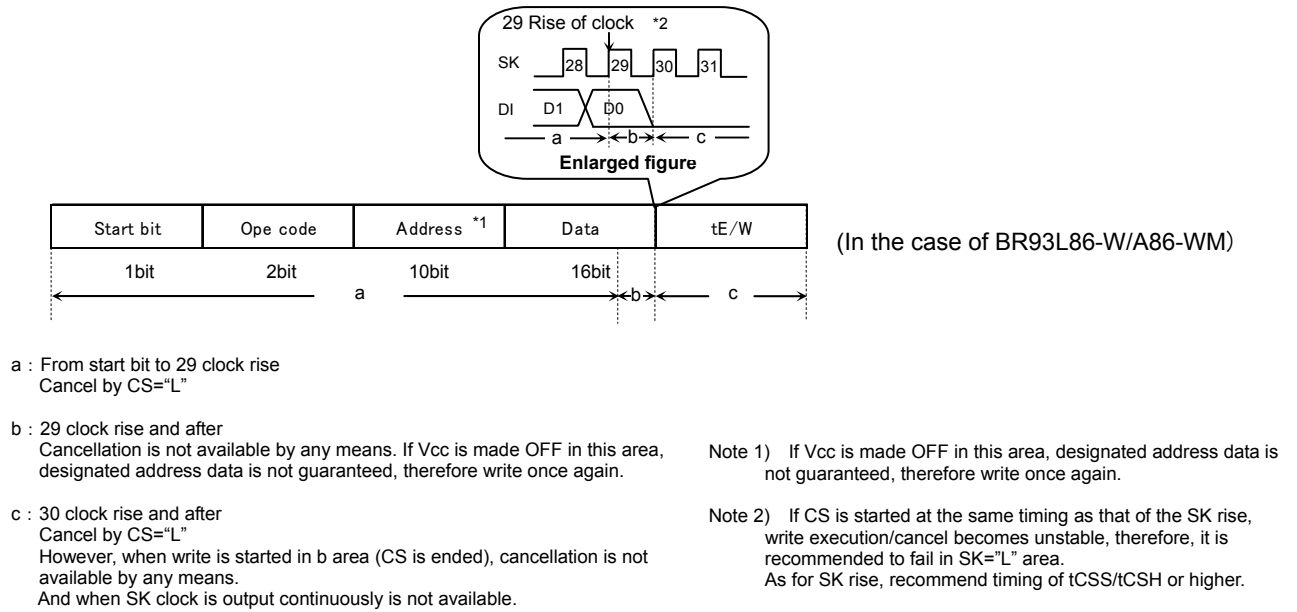 29 Rise of clock *2
SK 28 29 30 31
DI D1 D0
a b c
Enlarged figure
Start bit Ope code Address *1 Data tE/W
(In the case of BR93L86-W/A86-WM)
1bit 2bit 10bit 16bit
a b c
a : From start bit to 29 clock rise
Cancel by CS=“L”
b : 29 clock rise and after
Cancellation is not available by any means. If Vcc is made OFF in this area,
designated address data is not guaranteed, therefore write once again.
c : 30 clock rise and after
Cancel by CS=“L”
However, when write is started in b area (CS is ended), cancellation is not
available by any means.
And when SK clock is output continuously is not available.
Note 1) If Vcc is made OFF in this area, designated address data is
not guaranteed, therefore write once again.
Note 2) If CS is started at the same timing as that of the SK rise,
write execution/cancel becomes unstable, therefore, it is
recommended to fail in SK=”L” area.
As for SK rise, recommend timing of tCSS/tCSH or higher.